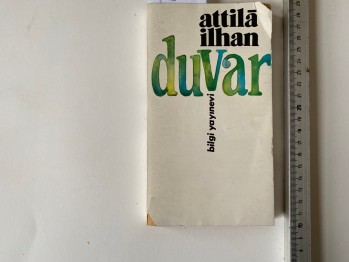 attilâ
ilhan
duvar
bilgi yayınevi